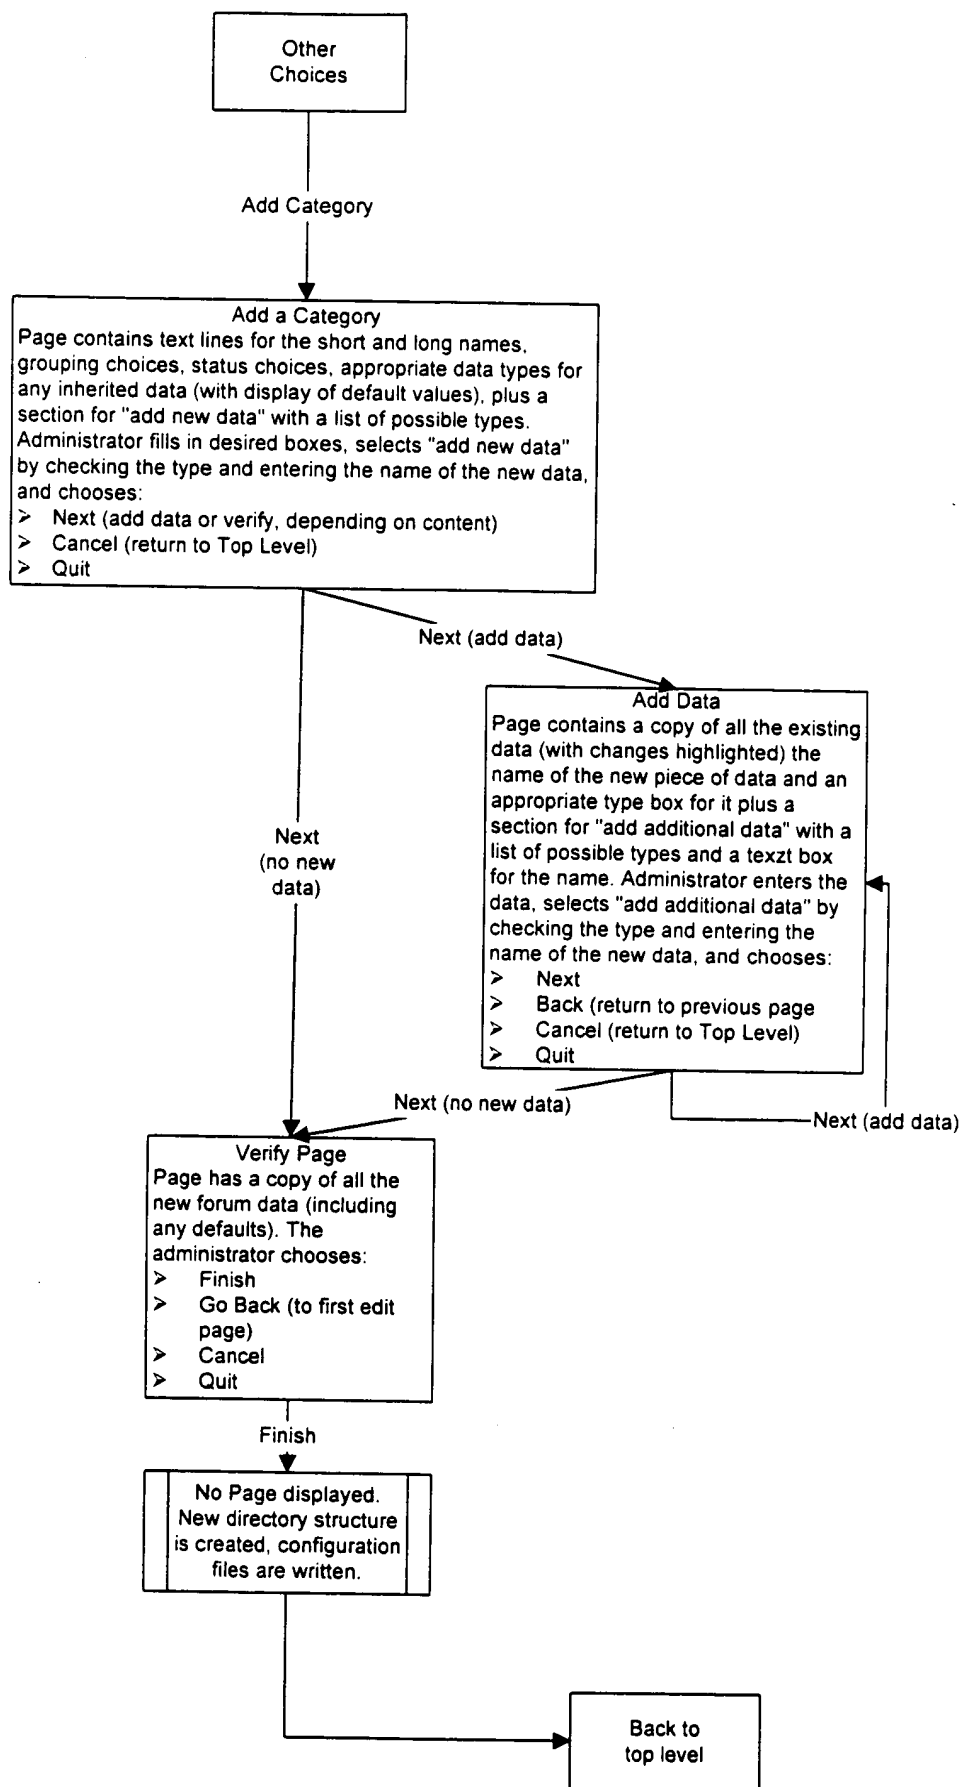 Other
Choices
Add Category
Add a Category
Page contains text lines for the short and long names,
grouping choices, status choices, appropriate data types for
any inherited data (with display of default values), plus a
section for "add new data" with a list of possible types.
Administrator fills in desired boxes, selects "add new data"
by checking the type and entering the name of the new data,
and chooses:
➢ Next (add data or verify, depending on content)
➢ Cancel (return to Top Level)
➢ Quit
Next (add data)
Add Data
Page contains a copy of all the existing
data (with changes highlighted) the
name of the new piece of data and an
appropriate type box for it plus a
section for "add additional data" with a
list of possible types and a texzt box
for the name. Administrator enters the
data, selects "add additional data" by
checking the type and entering the
name of the new data, and chooses:
➢ Next
➢ Back (return to previous page
➢ Cancel (return to Top Level)
➢ Quit
Next
(no new
data)
Next (no new data)
Next (add data)
Verify Page
Page has a copy of all the
new forum data (including
any defaults). The
administrator chooses:
➢ Finish
➢ Go Back (to first edit
page)
➢ Cancel
➢ Quit
Finish
No Page displayed.
New directory structure
is created, configuration
files are written.
Back to
top level